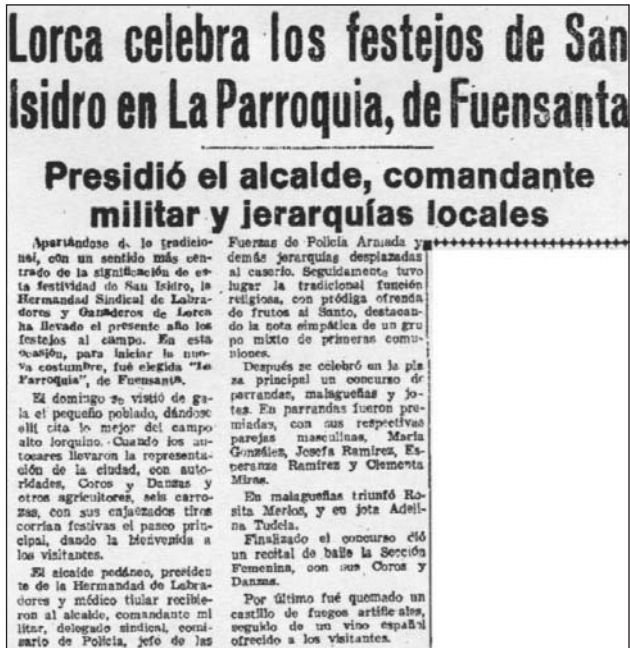 Lorca celebra los festejos de San
Isidro en La Parroquia, de Fuensanta
Presidió el alcalde, comandante
militar y jerarquías locales
Apartándose de lo tradicio-
nal, con un sentido más cen-
trado de la significación de es-
ta festividad de San Isidro, la
Hermandad Sindical de Labra-
dores y Ganaderos de Lorca
ha llevado el presente año los
festejos al campo. En esta
ocasión, para iniciar la nue-
va costumbre, fué elegida "La
Parroquia", de Fuensanta.
El domingo se vistió de ga-
la el pequeño poblado, dándose
allí cita lo mejor del campo
alto lorquino. Cuando los au-
tocares llevaron la representa-
ción de la ciudad, con auto-
ridades, Coros y Danzas y
otros agricultores, seis carro-
zas, con sus enjaezados tiros
corrían festivas el paseo prin-
cipal, dando la bienvenida a
los visitantes.
El alcalde pedáneo, presiden
te de la Hermandad de Labra-
dores y médico titular recibie-
ron al alcalde, comandante mi
litar, delegado sindical, comi-
sario de Policía, jefe de las
Fuerzas de Policía Armada y
demás jerarquías desplazadas
al caserío. Seguidamente tuvo
lugar la tradicional función
religiosa, con pródiga ofrenda
de frutos al Santo, destacan-
do la nota simpática de un gru
po mixto de primeras comu-
niones.
Después se celebró en la pla
za principal un concurso de
parrandas, malagueñas y jo-
tas. En parrandas fueron pre-
miadas, con sus respectivas
parejas masculinas, María
González, Josefa Ramírez, Es-
peranza Ramírez y Clementa
Miras.
En malagueñas triunfó Ro-
sita Merlos, y en jota Adeli-
na Tudela.
Finalizado el concurso dió
un recital de baile la Sección
Femenina, con sus Coros y
Danzas.
Por último fué quemado un
castillo de fuegos artificiales,
seguido de un vino español
ofrecido a los visitantes.